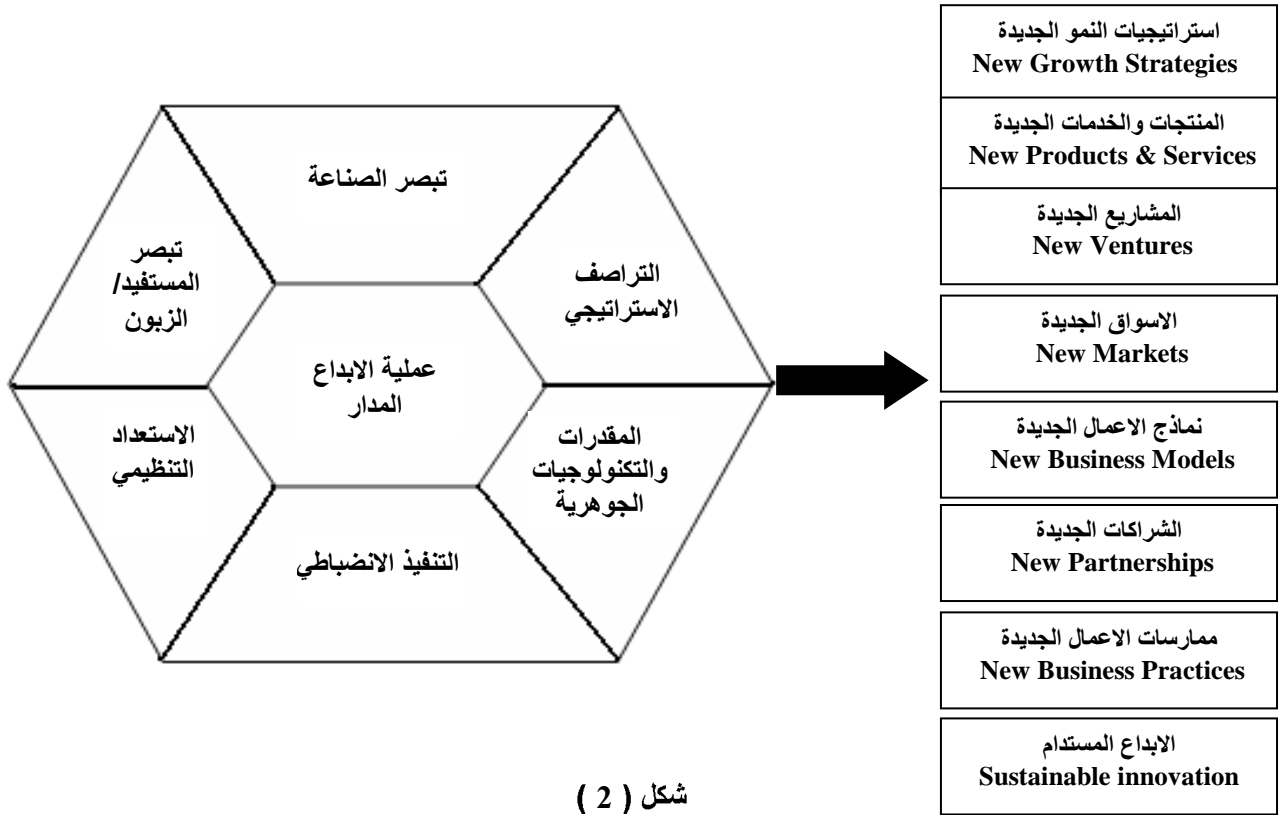 تبصر الصناعة
التراصف
الاستراتيجي
المقدرات
والتكنولوجيات
الجوهرية
التنفيذ الانضباطي
الاستعداد
التنظيمي
تبصر
المستفيد/
الزبون
عملية الابداع
المدار
استراتيجيات النمو الجديدة
New Growth Strategies
المنتجات والخدمات الجديدة
New Products & Services
المشاريع الجديدة
New Ventures
الاسواق الجديدة
New Markets
نماذج الاعمال الجديدة
New Business Models
الشراكات الجديدة
New Partnerships
ممارسات الاعمال الجديدة
New Business Practices
الابداع المستدام
Sustainable innovation
شكل ( 2 )